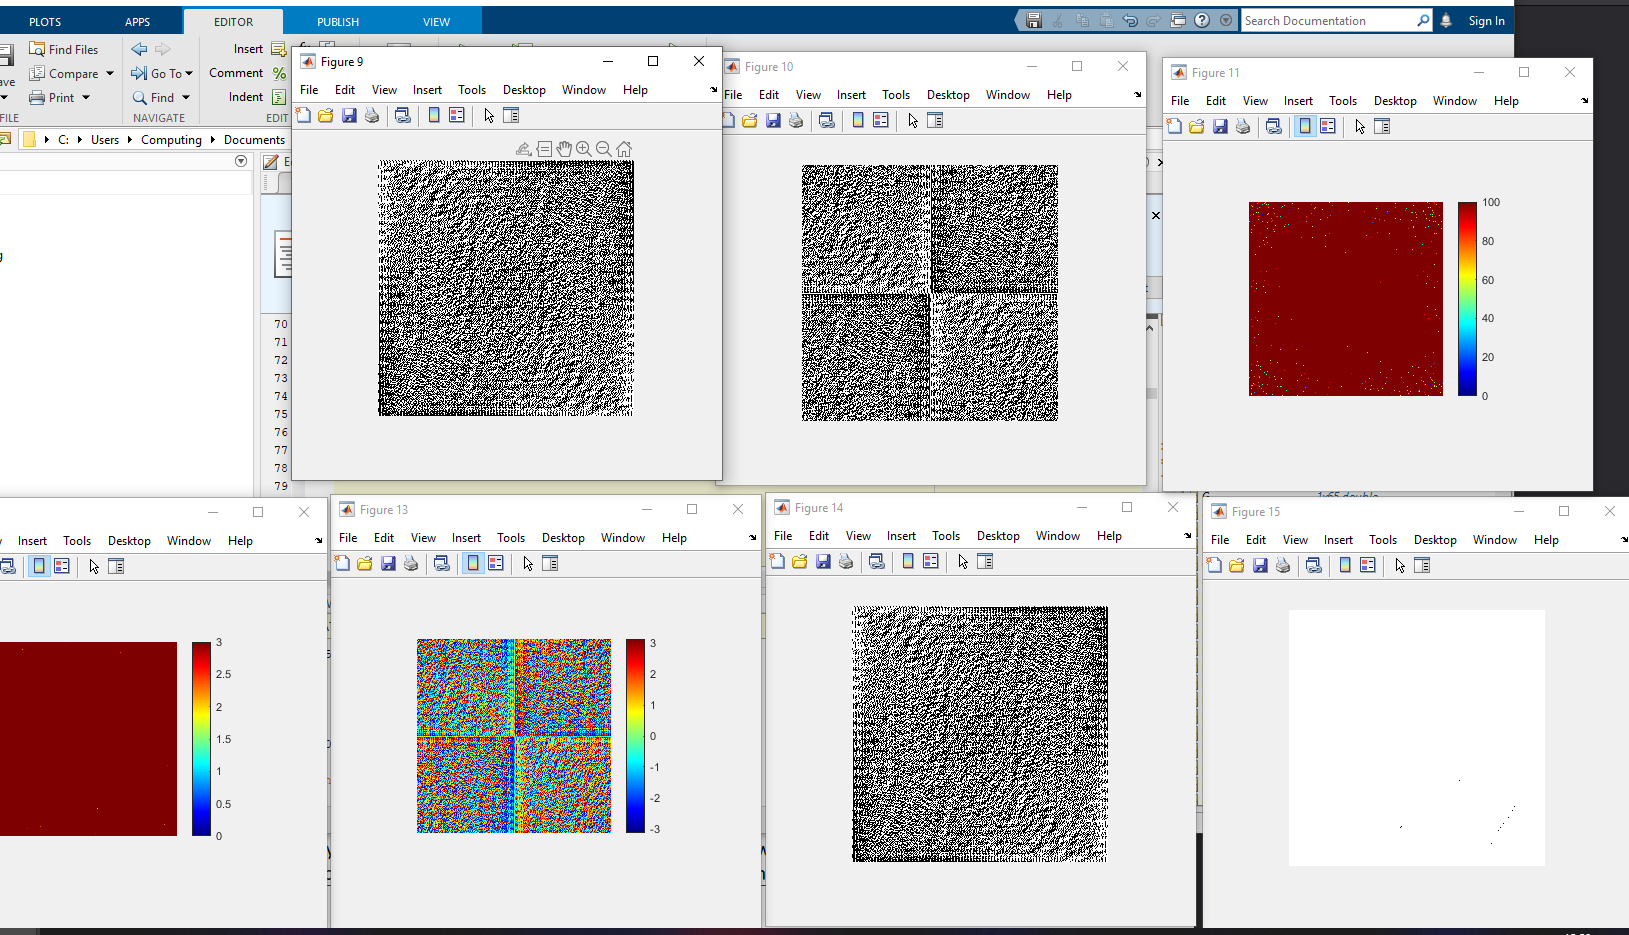 PLOTS APPS EDITOR PUBLISH VIEW
Search Documentation
Sign In
Find Files
Insert
Compare
Go To
Comment
Print
Find
Indent
FILE
NAVIGATE
EDIT
C: Users Computing Documents
70
71
72
73
74
75
76
77
78
79
Figure 9
File Edit View Insert Tools Desktop Window Help
Figure 10
File Edit View Insert Tools Desktop Window Help
Figure 11
File Edit View Insert Tools Desktop Window Help
100
80
60
40
20
0
1x65 double
Insert Tools Desktop Window Help
3
2.5
2
1.5
1
0.5
0
Figure 13
File Edit View Insert Tools Desktop Window Help
3
2
1
0
-1
-2
-3
Figure 14
File Edit View Insert Tools Desktop Window Help
Figure 15
File Edit View Insert Tools Desktop Window Help